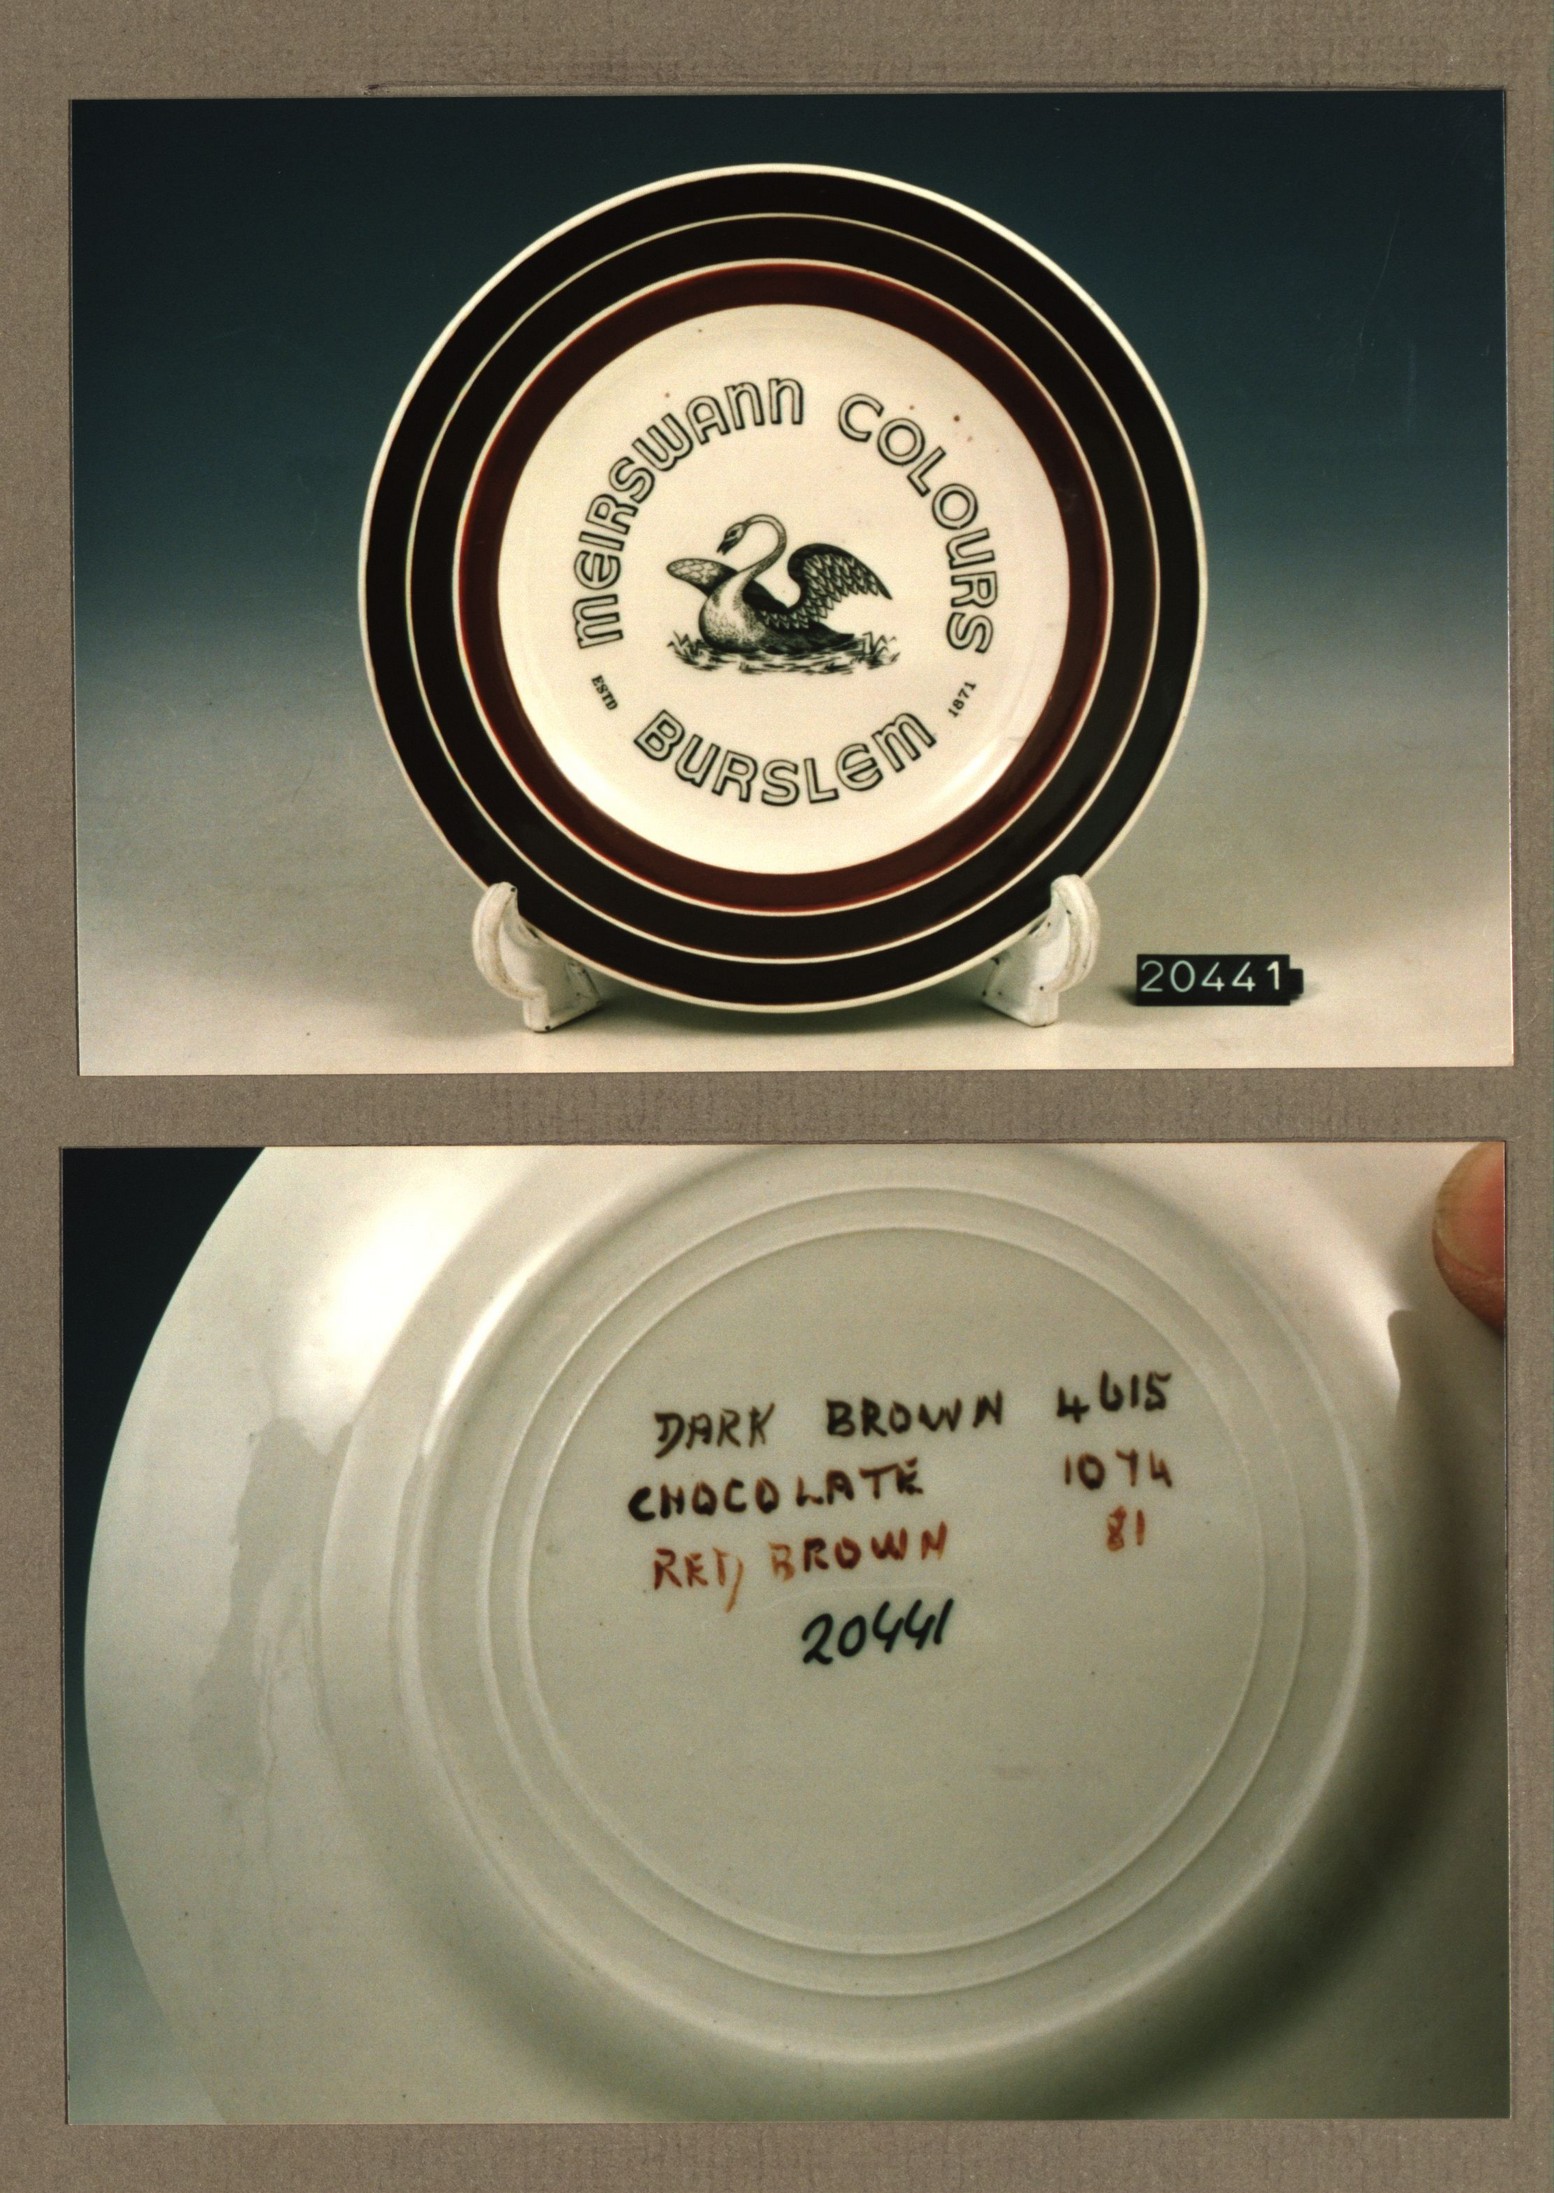 MEIRSWANN COLOURS
ESTD 1871
BURSLEM
20441
DARK BROWN 4615
CHOCOLATE 1074
RED BROWN 81
20441